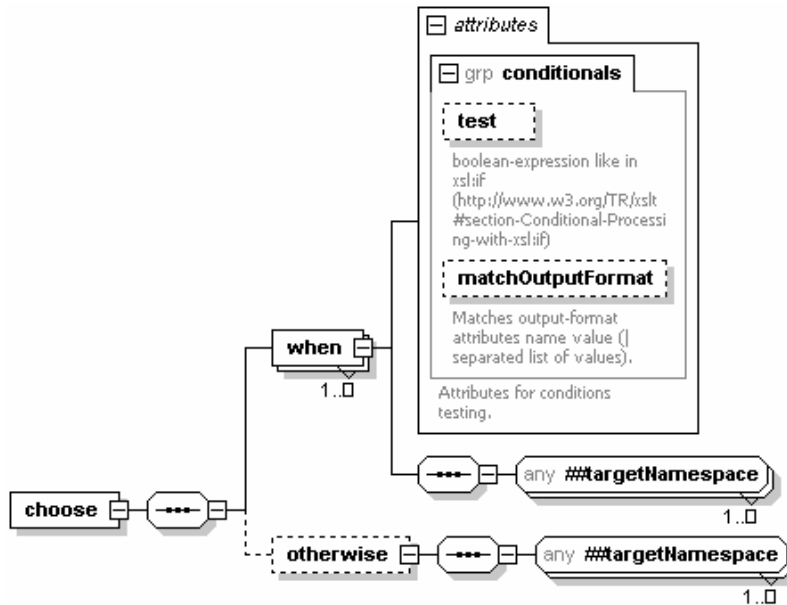 attributes
grp conditionals
test
boolean-expression like in
xsl:if
(http://www.w3.org/TR/xslt
#section-Conditional-Processi
ng-with-xsl:if)
matchOutputFormat
Matches output-format
attributes name value (|
separated list of values).
Attributes for conditions
testing.
when
1..
any ##targetNamespace
1..
choose
otherwise
any ##targetNamespace
1..